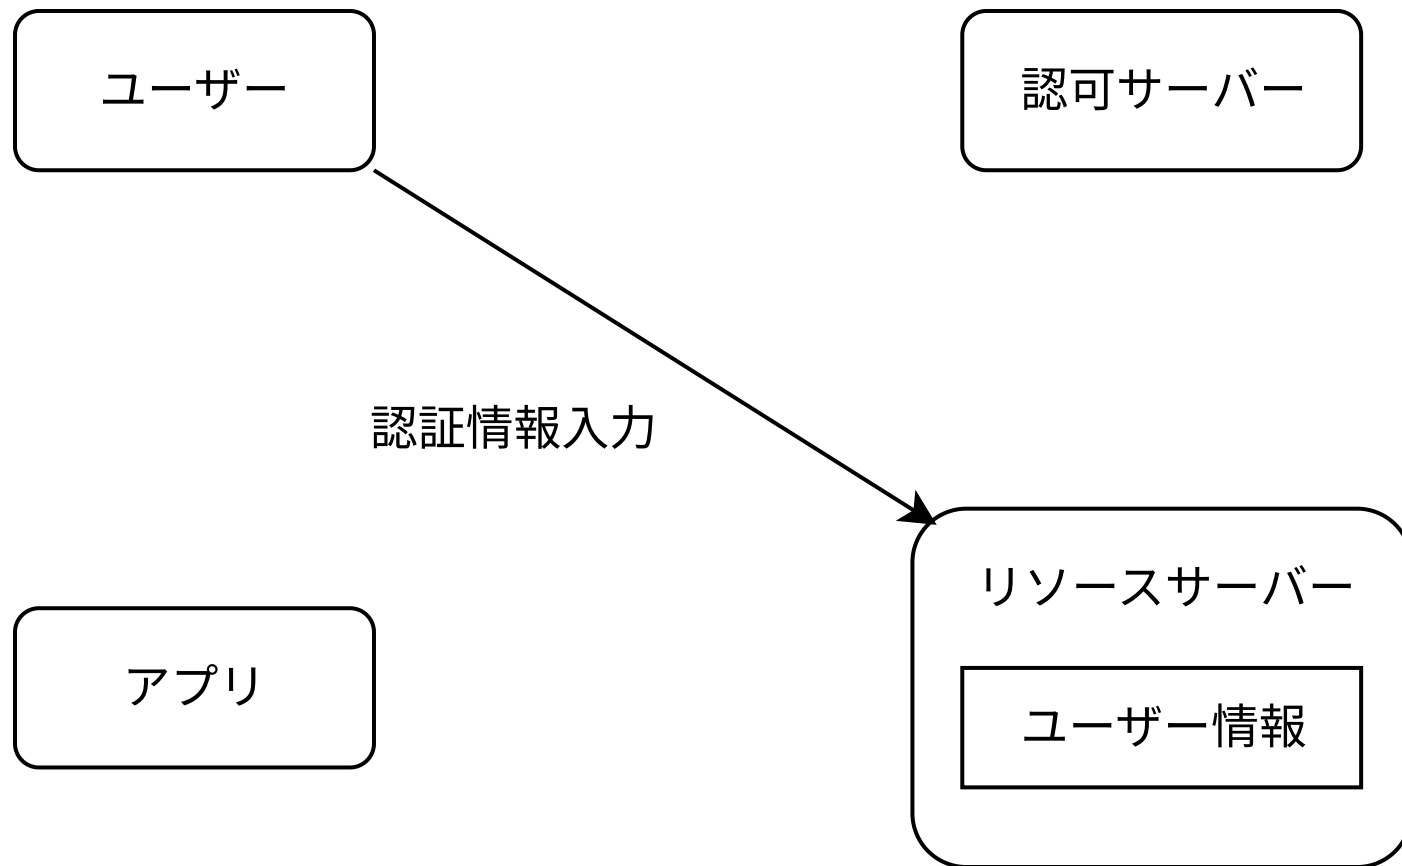 ユーザー
認可サーバー
認証情報入力
リソースサーバー
アプリ
ユーザー情報